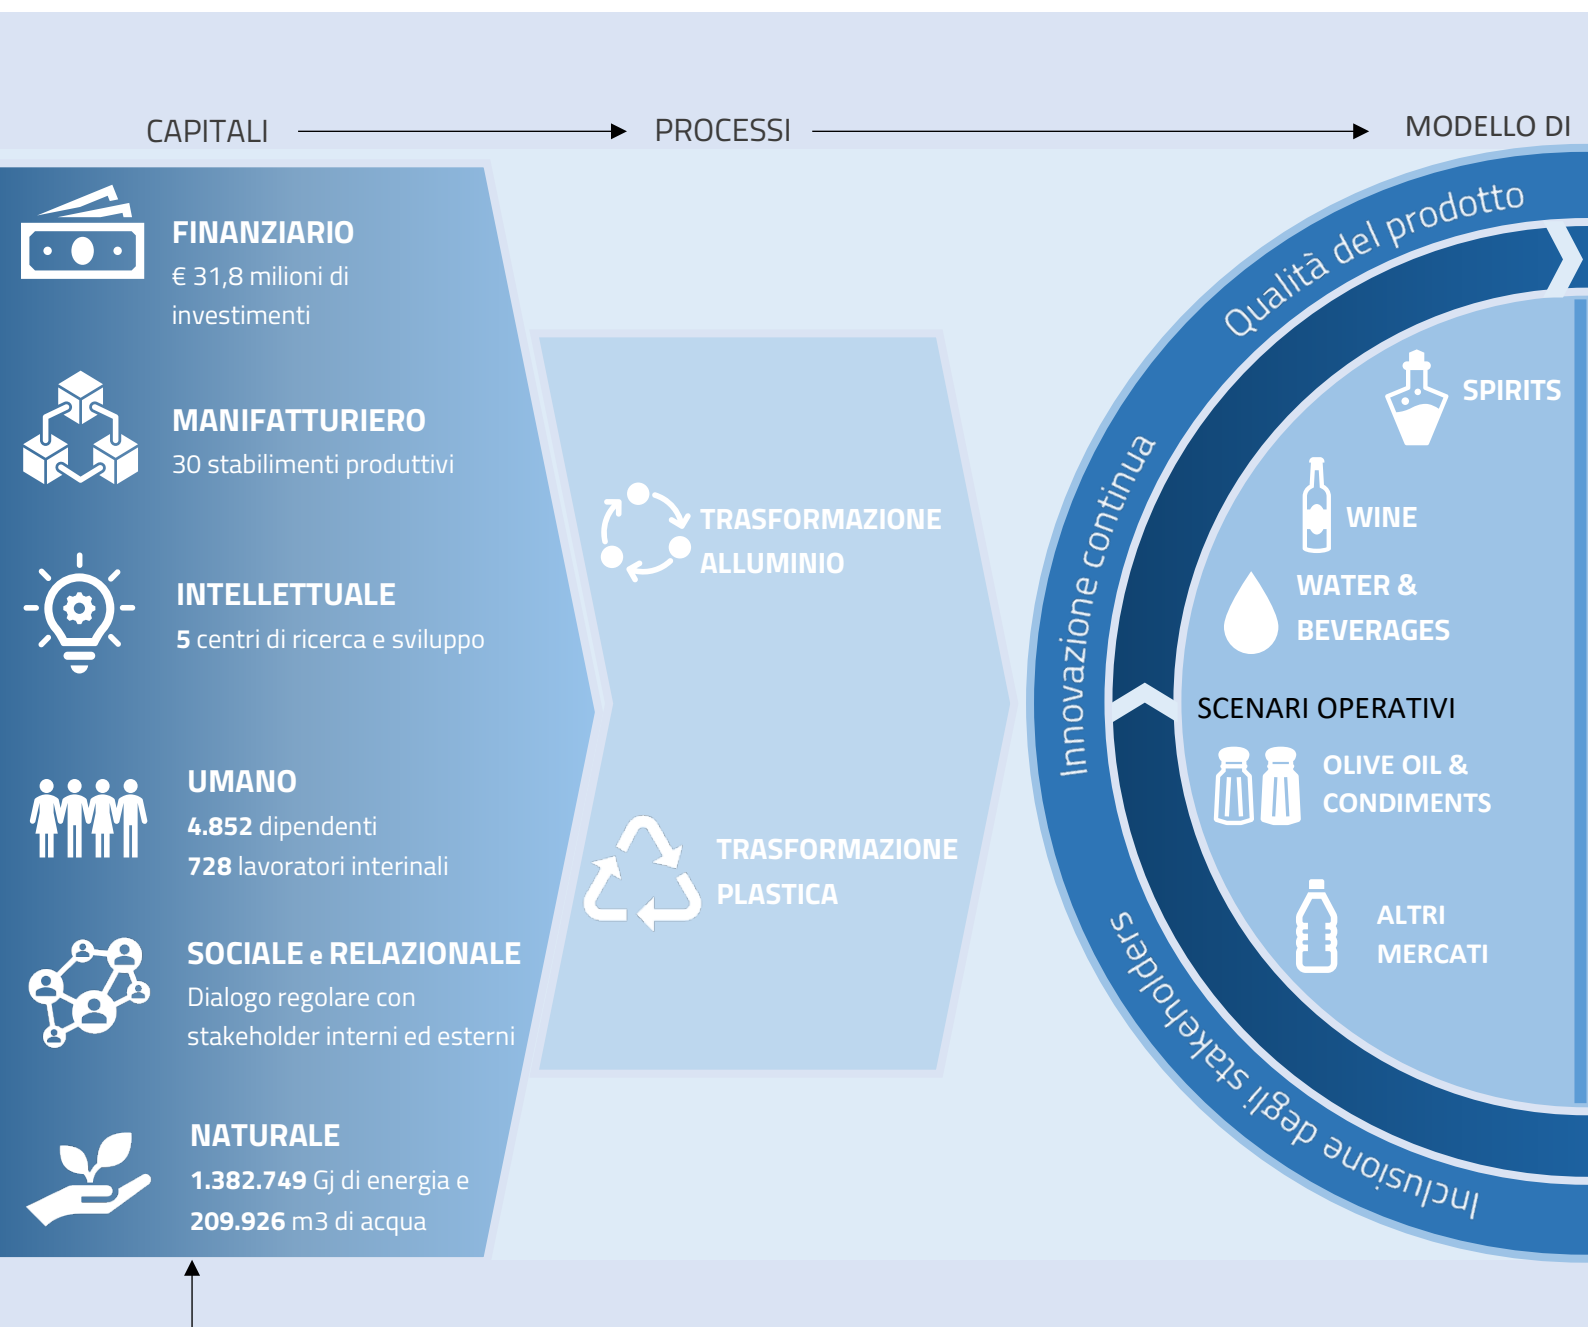 CAPITALI
PROCESSI
MODELLO DI
FINANZIARIO
€ 31,8 milioni di
investimenti
MANIFATTURIERO
30 stabilimenti produttivi
INTELLETTUALE
5 centri di ricerca e sviluppo
UMANO
4.852 dipendenti
728 lavoratori interinali
SOCIALE e RELAZIONALE
Dialogo regolare con
stakeholder interni ed esterni
NATURALE
1.382.749 Gj di energia e
209.926 m3 di acqua
TRASFORMAZIONE
ALLUMINIO
TRASFORMAZIONE
PLASTICA
Qualità del prodotto
Innovazione continua
Inclusione degli stakeholders
SPIRITS
WINE
WATER &
BEVERAGES
SCENARI OPERATIVI
OLIVE OIL &
CONDIMENTS
ALTRI
MERCATI